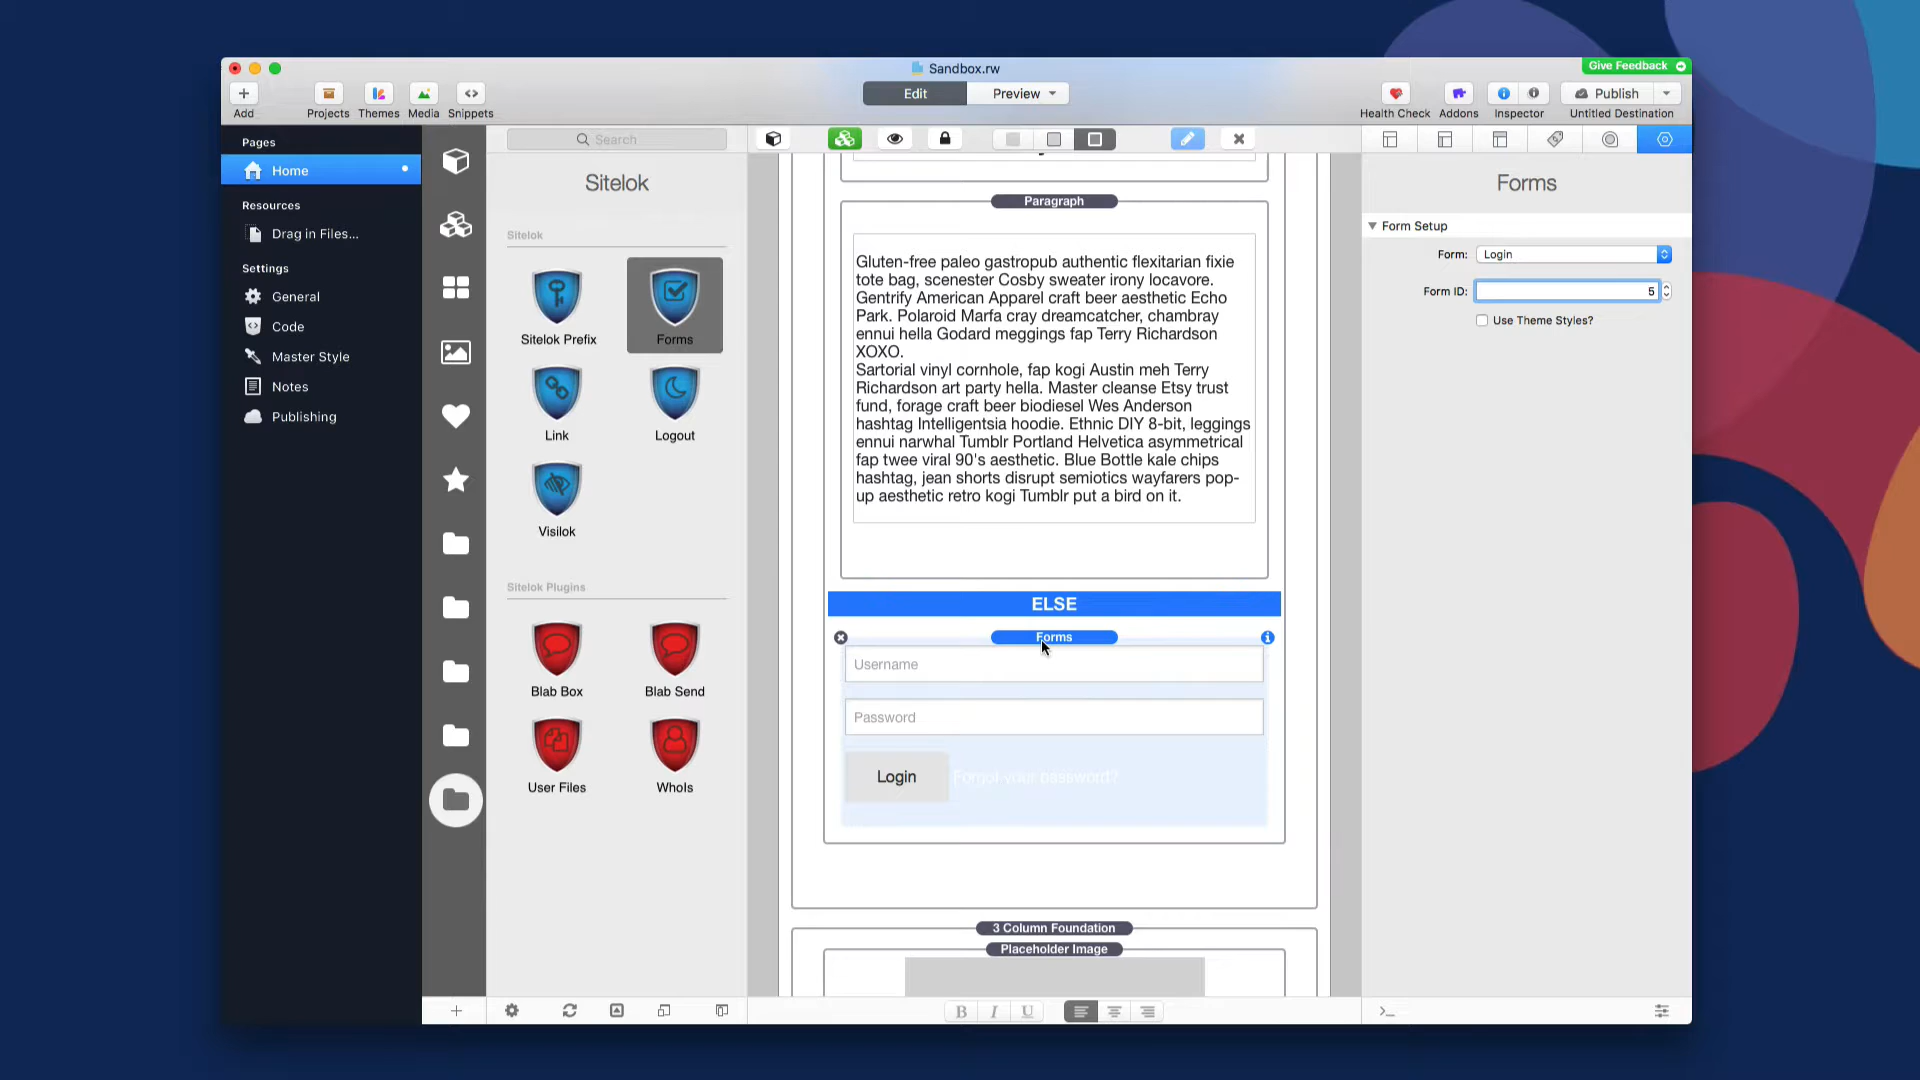 Sandbox.rw
Give Feedback
Add
Projects
Themes
Media
Snippets
Edit
Preview
Health Check
Addons
Inspector
Publish
Untitled Destination
Pages
Home
Resources
Drag in Files...
Settings
General
Code
Master Style
Notes
Publishing
Search
Sitelok
Sitelok
Sitelok Prefix
Forms
Link
Logout
Visilok
Sitelok Plugins
Blab Box
Blab Send
User Files
WhoIs
Paragraph
Gluten-free paleo gastropub authentic flexitarian fixie
tote bag, scenester Cosby sweater irony locavore.
Gentrify American Apparel craft beer aesthetic Echo
Park. Polaroid Marfa cray dreamcatcher, chambray
ennui hella Godard meggings fap Terry Richardson
XOXO.
Sartorial vinyl cornhole, fap kogi Austin meh Terry
Richardson art party hella. Master cleanse Etsy trust
fund, forage craft beer biodiesel Wes Anderson
hashtag Intelligentsia hoodie. Ethnic DIY 8-bit, leggings
ennui narwhal Tumblr Portland Helvetica asymmetrical
fap twee viral 90's aesthetic. Blue Bottle kale chips
hashtag, jean shorts disrupt semiotics wayfarers pop-
up aesthetic retro kogi Tumblr put a bird on it.
ELSE
Forms
Username
Password
Login
Forgot your password?
3 Column Foundation
Placeholder Image
B
I
U
Forms
Form Setup
Form:
Login
Form ID:
5
Use Theme Styles?